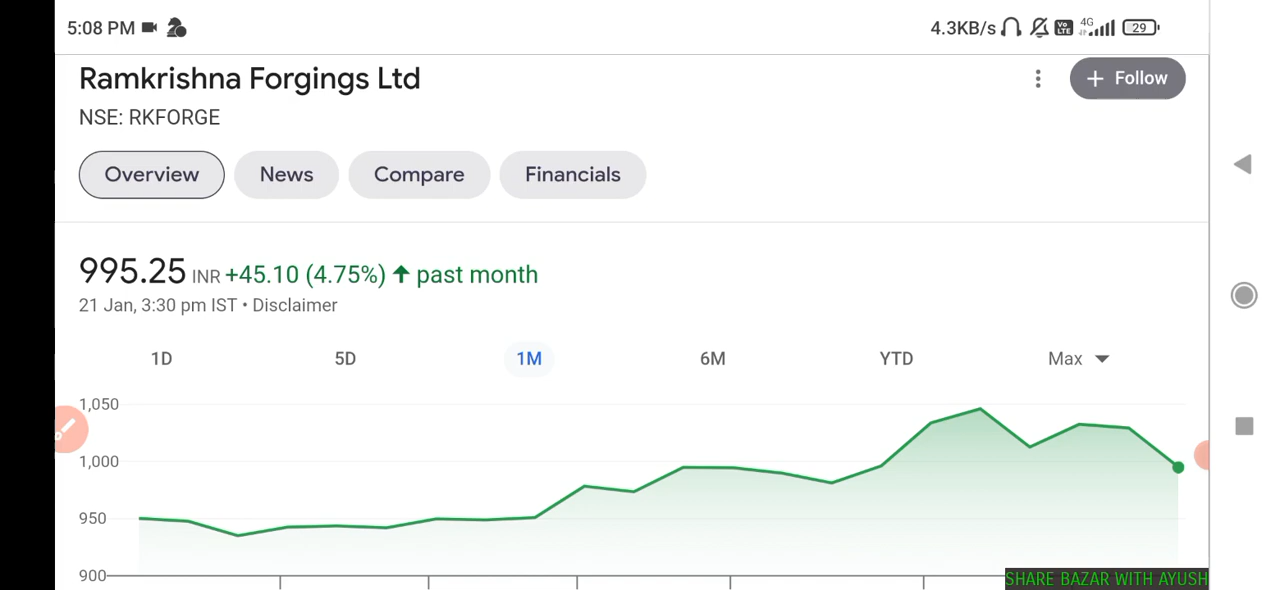 5:08 PM 4.3KB/s Vo LTE 4G 29
Ramkrishna Forgings Ltd
+ Follow
NSE: RKFORGE
Overview News Compare Financials
995.25 INR +45.10 (4.75%) ↑ past month
21 Jan, 3:30 pm IST • Disclaimer
1D 5D 1M 6M YTD Max
1,050
1,000
950
900
SHARE BAZAR WITH AYUSH